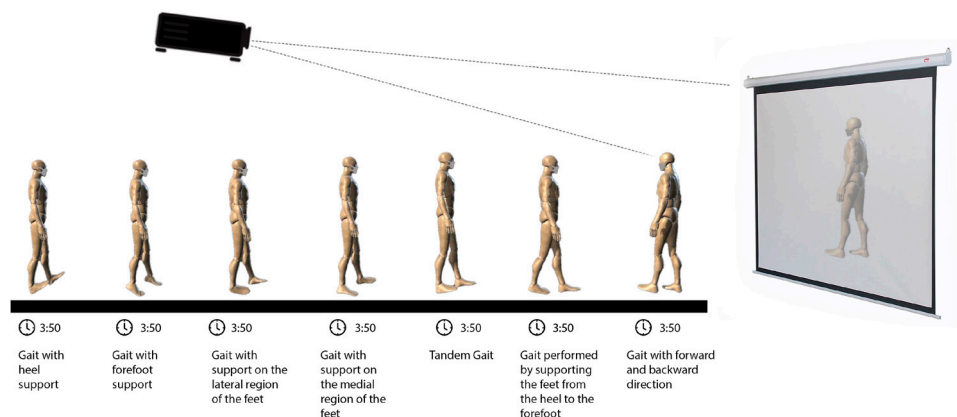 3:50
Gait with
heel
support
3:50
Gait with
forefoot
support
3:50
Gait with
support on the
lateral region
of the feet
3:50
Gait with
support on
the medial
region of the
feet
3:50
Tandem Gait
3:50
Gait performed
by supporting
the feet from
the heel to the
forefoot
3:50
Gait with forward
and backward
direction